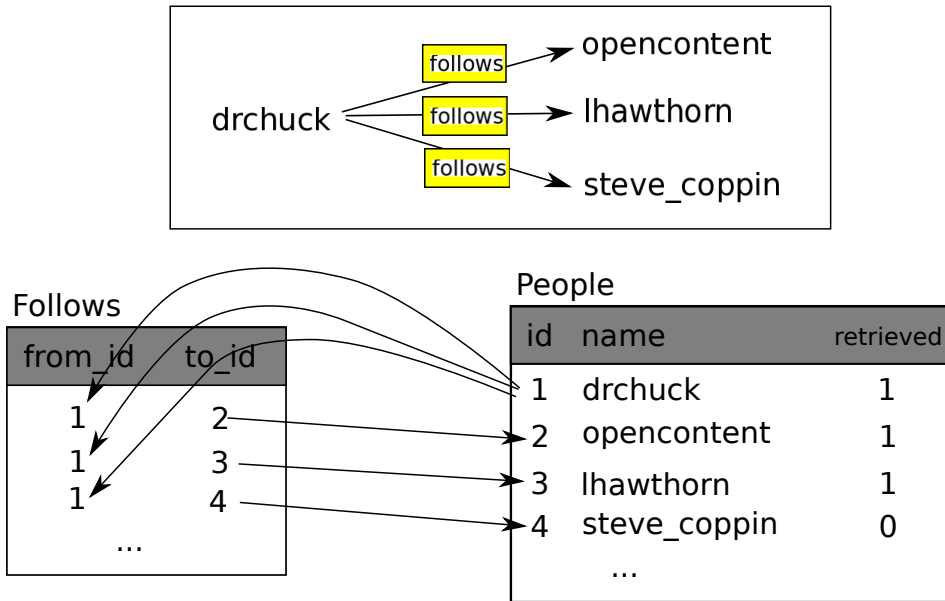 opencontent
follows
drchuck follows lhawthorn
follows
steve_coppin
Follows
from_id to_id
1 2
1 3
1 4
...
People
id name retrieved
1 drchuck 1
2 opencontent 1
3 lhawthorn 1
4 steve_coppin 0
...